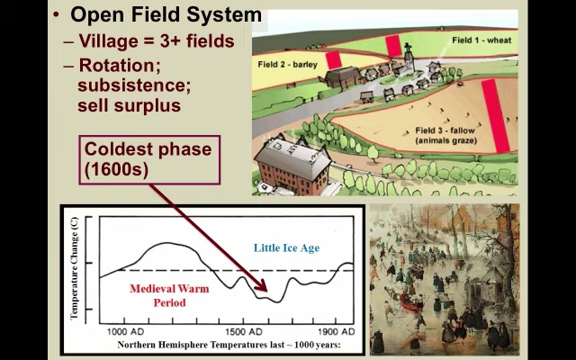 • Open Field System
– Village = 3+ fields
– Rotation;
subsistence;
sell surplus
Coldest phase
(1600s)
Field 1 - wheat
Field 2 - barley
Field 3 - fallow
(animals graze)
Temperature Change (C)
Little Ice Age
Medieval Warm
Period
1000 AD 1500 AD 1900 AD
Northern Hemisphere Temperatures last ~ 1000 years: